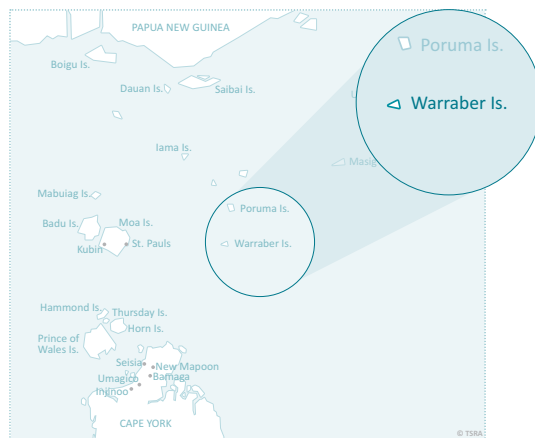 PAPUA NEW GUINEA
Poruma Is.
Boigu Is.
Dauan Is.
Saibai Is.
Warraber Is.
Iama Is.
Masig
Mabuiag Is.
Poruma Is.
Badu Is.
Moa Is.
Kubin
St. Pauls
Warraber Is.
Hammond Is.
Thursday Is.
Horn Is.
Prince of
Wales Is.
Seisia
New Mapoon
Bamaga
Umagico
Injinoo
CAPE YORK
© TSRA